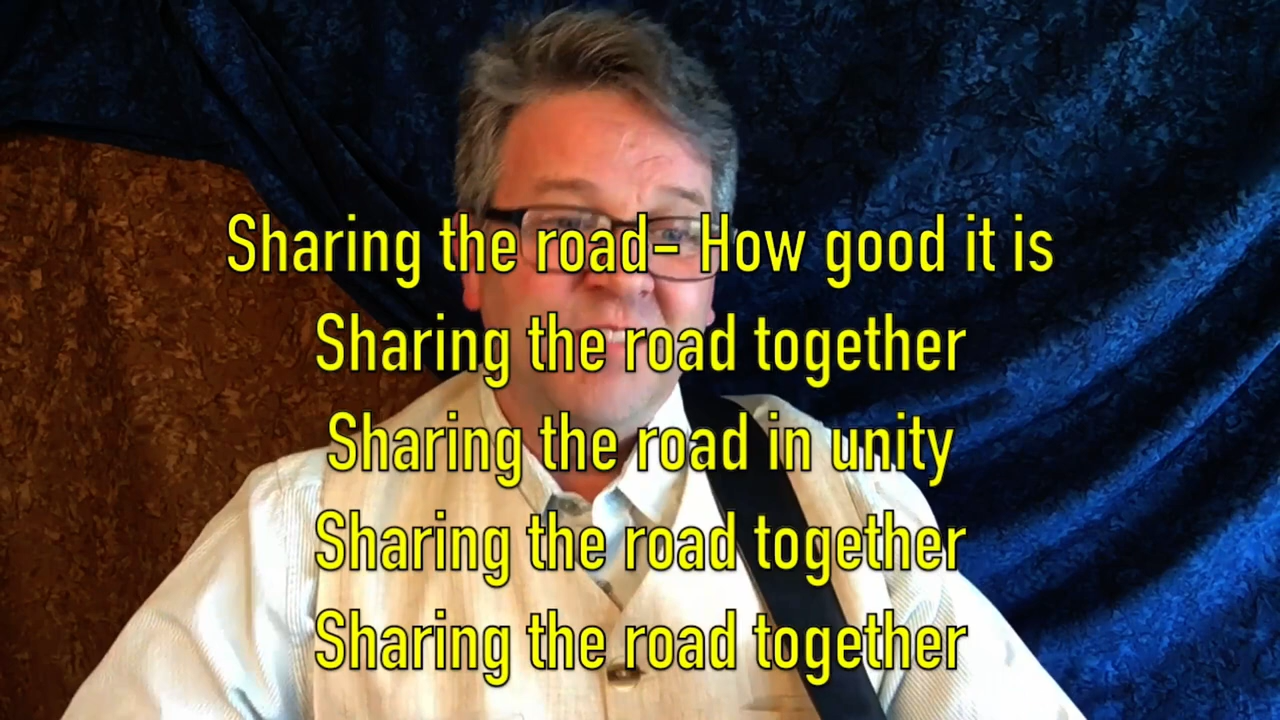 Sharing the road- How good it is
Sharing the road together
Sharing the road in unity
Sharing the road together
Sharing the road together